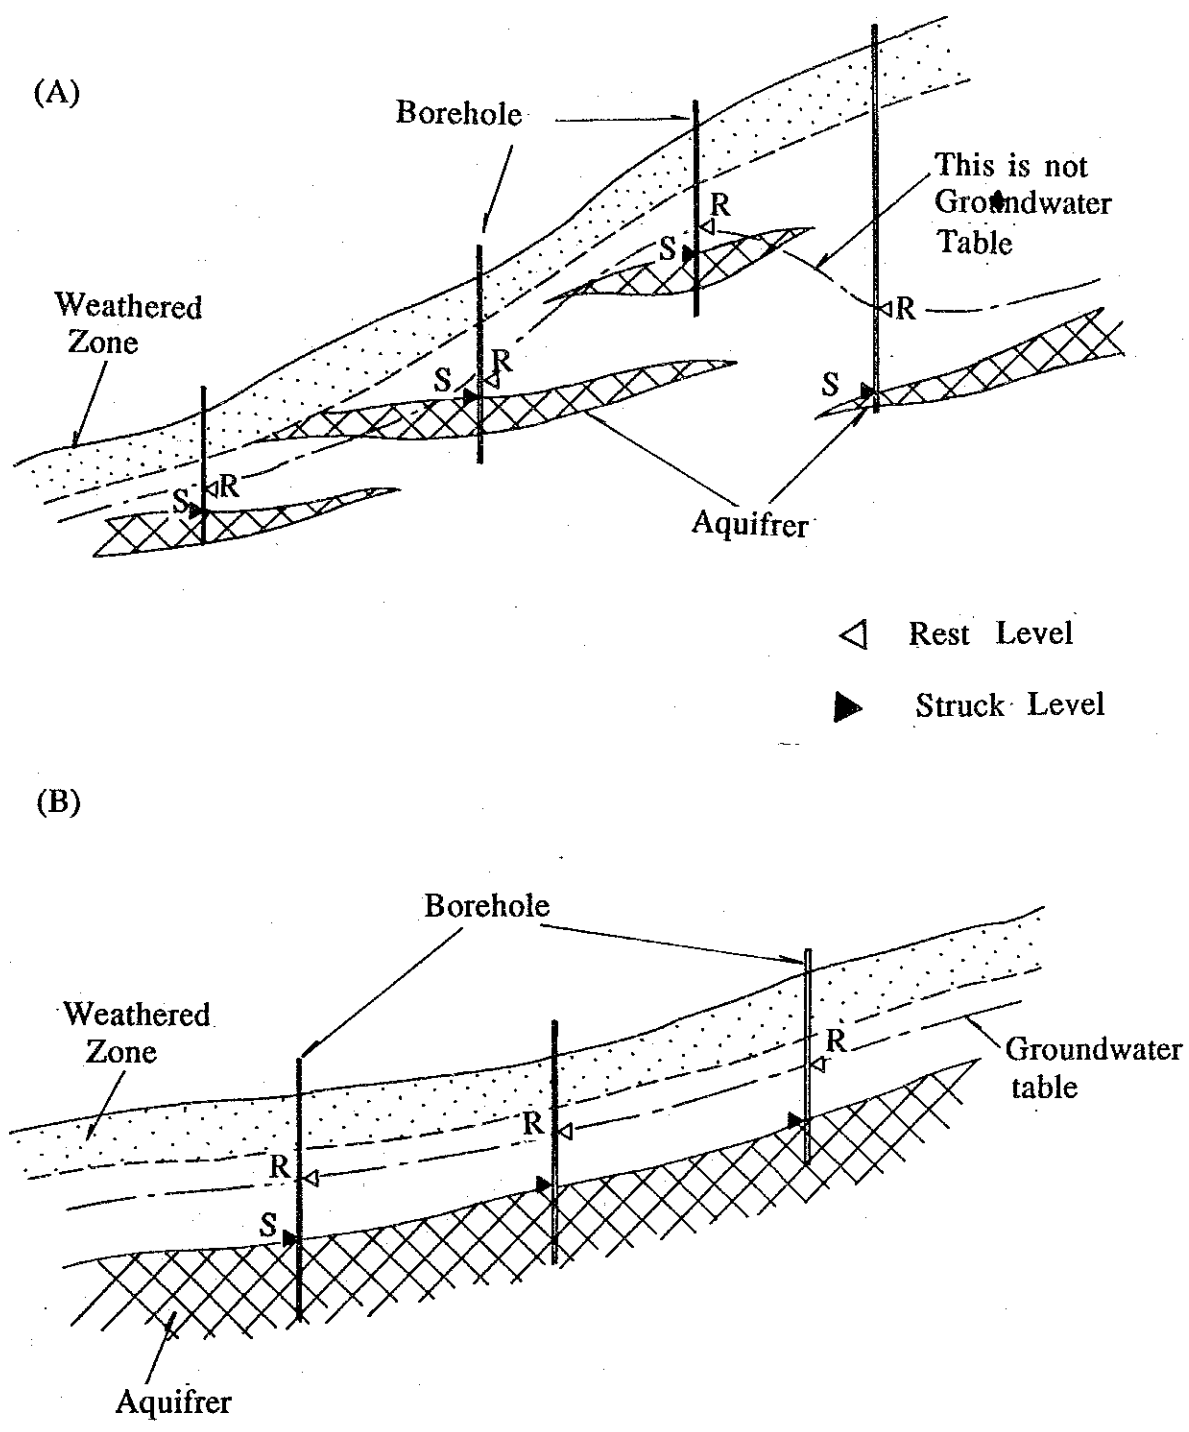 (A)
Borehole
This is not
Groundwater
Table
R
S
Weathered
Zone
R
S
R
S
R
S
Aquifrer
Rest Level
Struck Level
(B)
Borehole
Weathered
Zone
R
Groundwater
table
R
R
S
Aquifrer